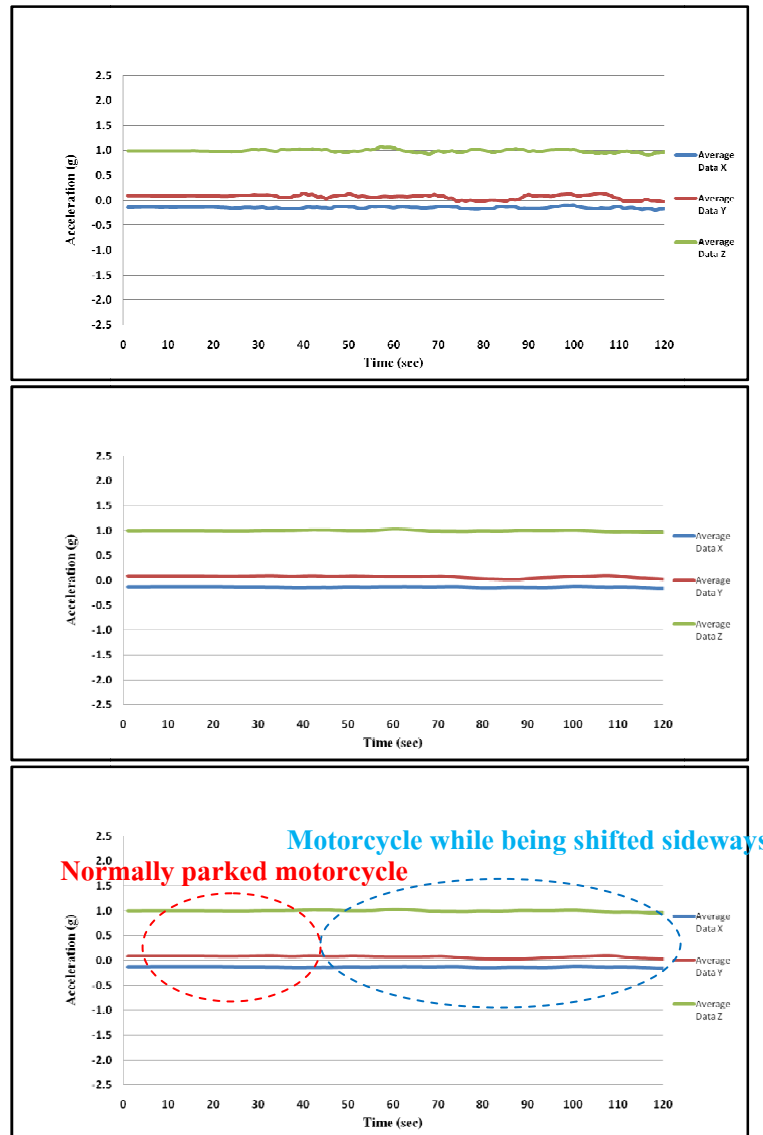 2.5
2.0
1.5
1.0
0.5
0.0
-0.5
-1.0
-1.5
-2.0
-2.5
Acceleration (g)
0 10 20 30 40 50 60 70 80 90 100 110 120
Time (sec)
Average
Data X
Average
Data Y
Average
Data Z
2.5
2.0
1.5
1.0
0.5
0.0
-0.5
-1.0
-1.5
-2.0
-2.5
Acceleration (g)
0 10 20 30 40 50 60 70 80 90 100 110 120
Time (sec)
Average
Data X
Average
Data Y
Average
Data Z
Motorcycle while being shifted sideways
Normally parked motorcycle
2.5
2.0
1.5
1.0
0.5
0.0
-0.5
-1.0
-1.5
-2.0
-2.5
Acceleration (g)
0 10 20 30 40 50 60 70 80 90 100 110 120
Time (sec)
Average
Data X
Average
Data Y
Average
Data Z